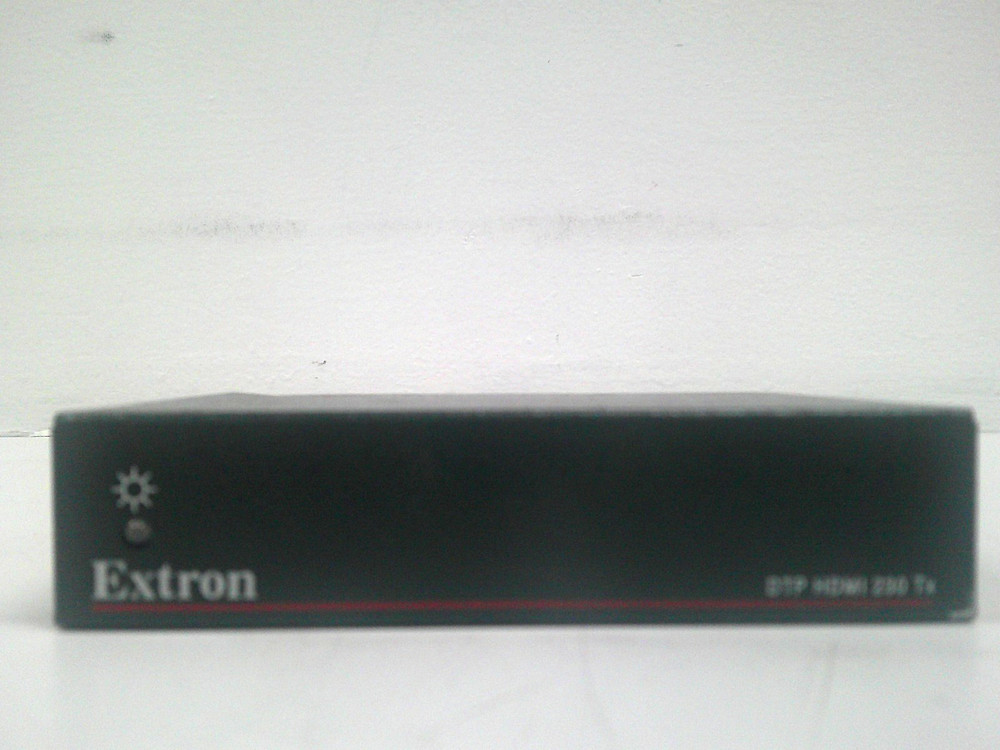 Extron
DTP HDMI 230 Tx